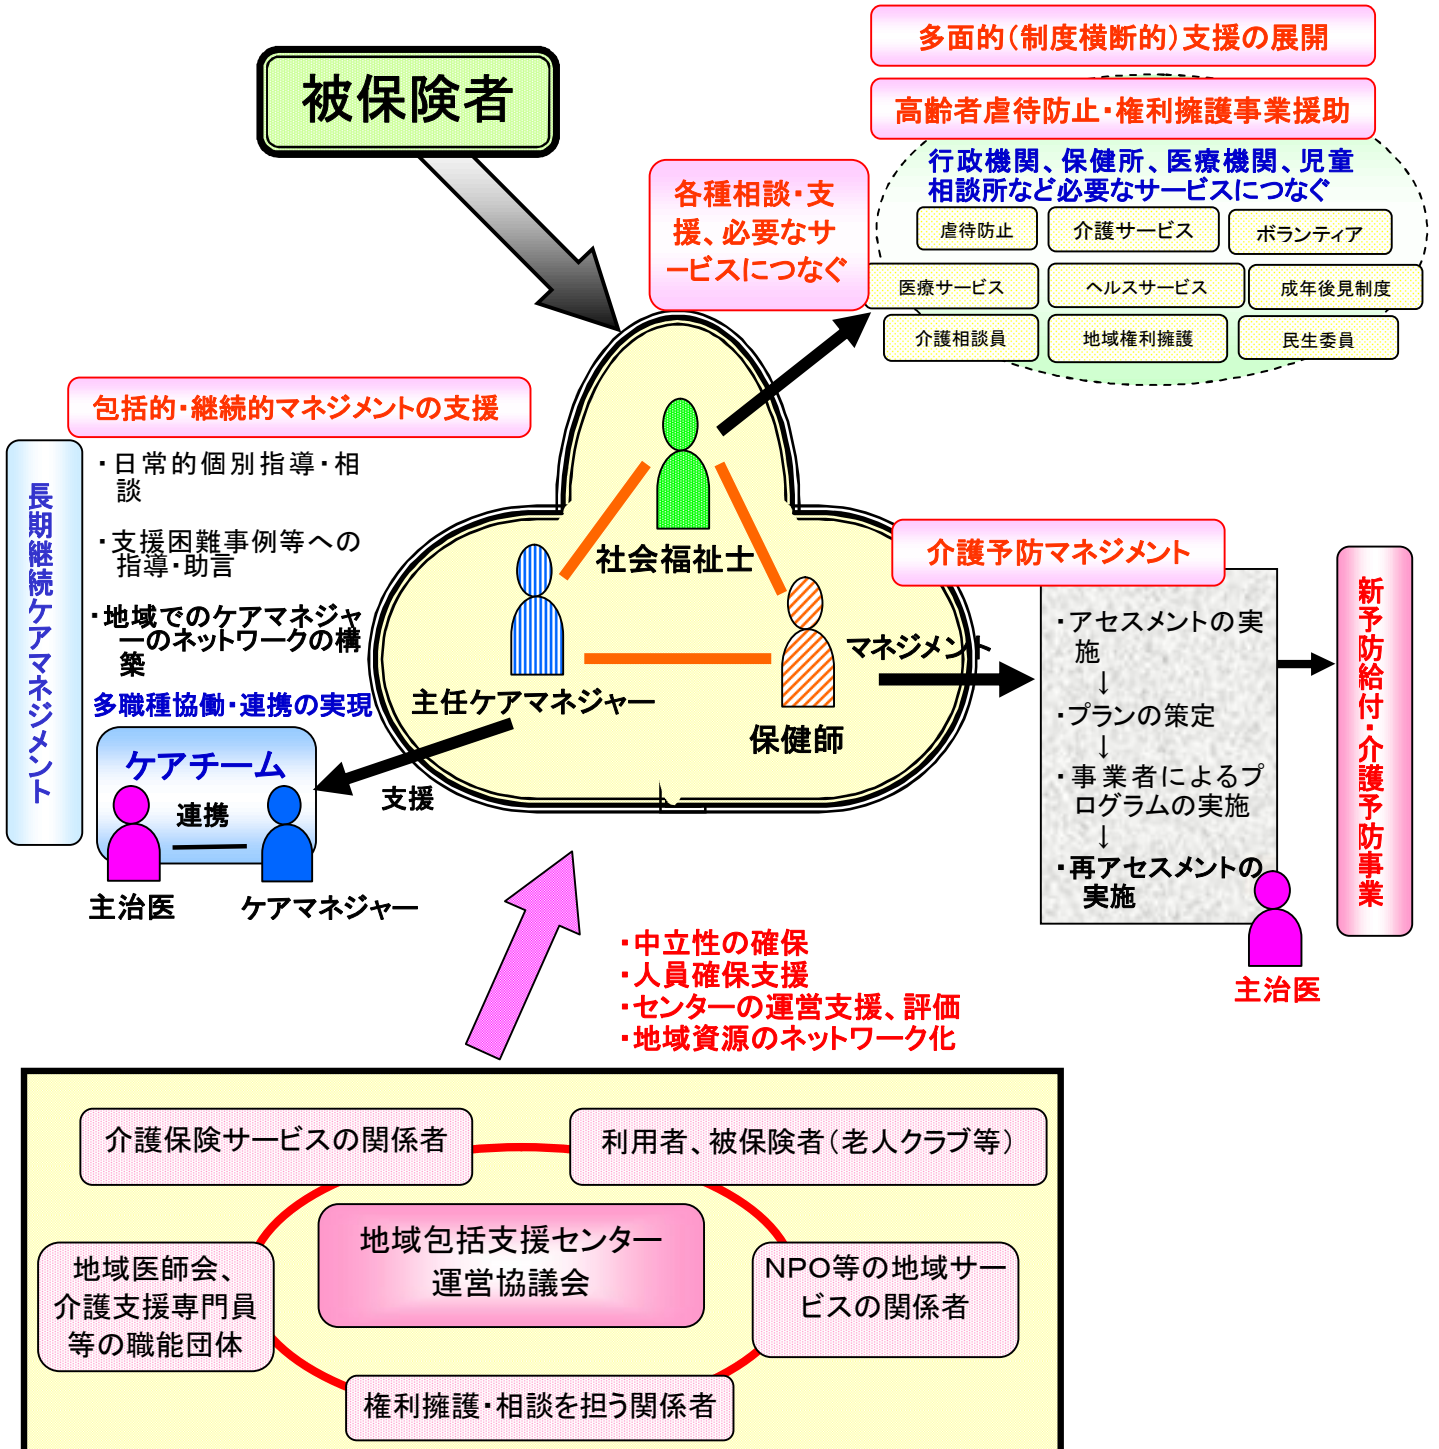 多面的（制度横断的）支援の展開
被保険者
高齢者虐待防止・権利擁護事業援助
行政機関、保健所、医療機関、児童
相談所など必要なサービスにつなぐ
各種相談・支
援、必要なサ
ービスにつなぐ
虐待防止
介護サービス
ボランティア
医療サービス
ヘルスサービス
成年後見制度
介護相談員
地域権利擁護
民生委員
包括的・継続的マネジメントの支援
長期継続ケアマネジメント
・日常的個別指導・相
談
・支援困難事例等への
指導・助言
・地域でのケアマネジャ
ーのネットワークの構
築
多職種協働・連携の実現
ケアチーム
連携
主治医
ケアマネジャー
支援
社会福祉士
主任ケアマネジャー
保健師
マネジメント
介護予防マネジメント
・アセスメントの実
施
↓
・プランの策定
↓
・事業者によるプ
ログラムの実施
↓
・再アセスメントの
実施
主治医
新予防給付・介護予防事業
・中立性の確保
・人員確保支援
・センターの運営支援、評価
・地域資源のネットワーク化
介護保険サービスの関係者
利用者、被保険者（老人クラブ等）
地域包括支援センター
運営協議会
地域医師会、
介護支援専門員
等の職能団体
NPO等の地域サー
ビスの関係者
権利擁護・相談を担う関係者